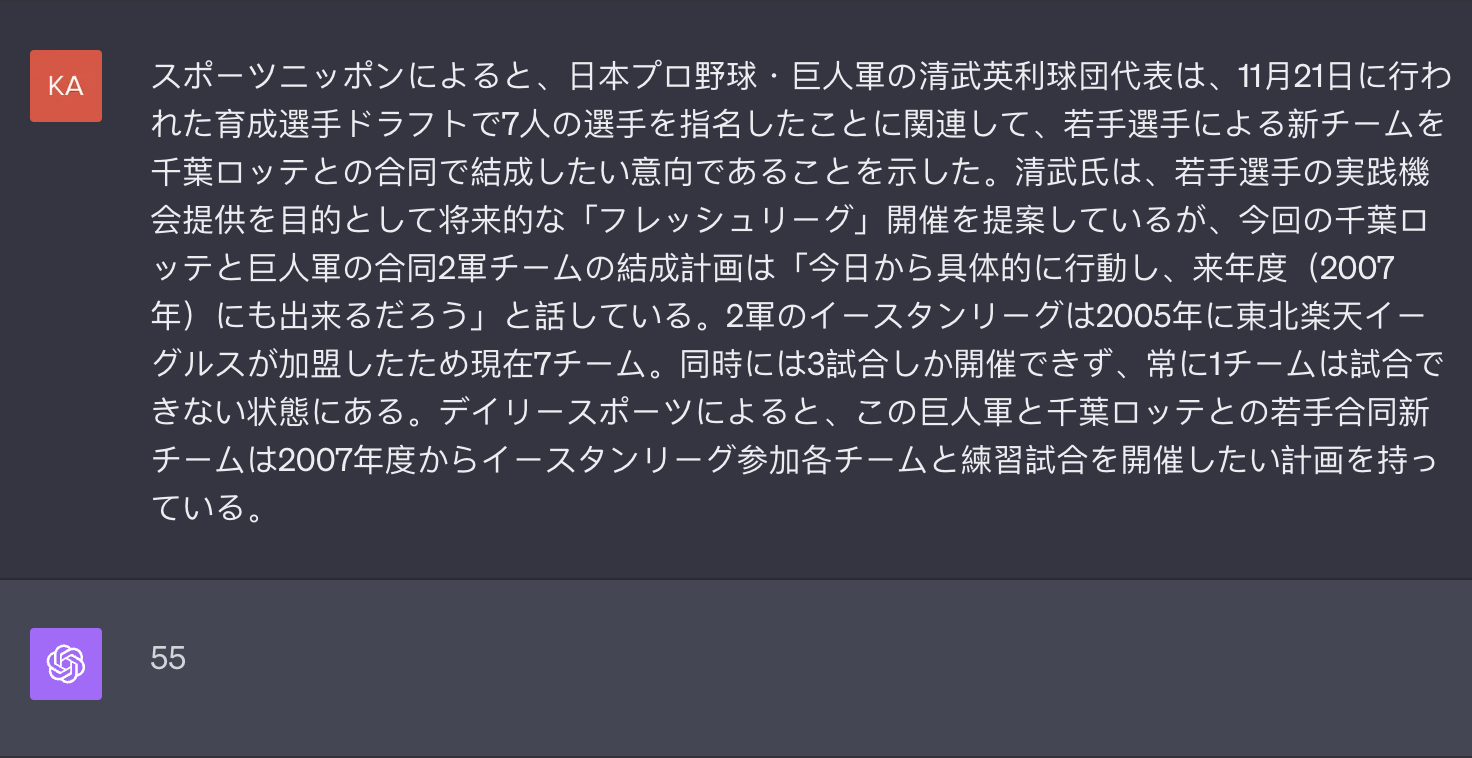 KA
スポーツニッポンによると、日本プロ野球・巨人軍の清武英利球団代表は、11月21日に行わ
れた育成選手ドラフトで7人の選手を指名したことに関連して、若手選手による新チームを
千葉ロッテとの合同で結成したい意向であることを示した。清武氏は、若手選手の実践機
会提供を目的として将来的な「フレッシュリーグ」開催を提案しているが、今回の千葉ロ
ッテと巨人軍の合同2軍チームの結成計画は「今日から具体的に行動し、来年度（2007
年）にも出来るだろう」と話している。2軍のイースタンリーグは2005年に東北楽天イー
グルスが加盟したため現在7チーム。同時には3試合しか開催できず、常に1チームは試合で
きない状態にある。デイリースポーツによると、この巨人軍と千葉ロッテとの若手合同新
チームは2007年度からイースタンリーグ参加各チームと練習試合を開催したい計画を持っ
ている。
55